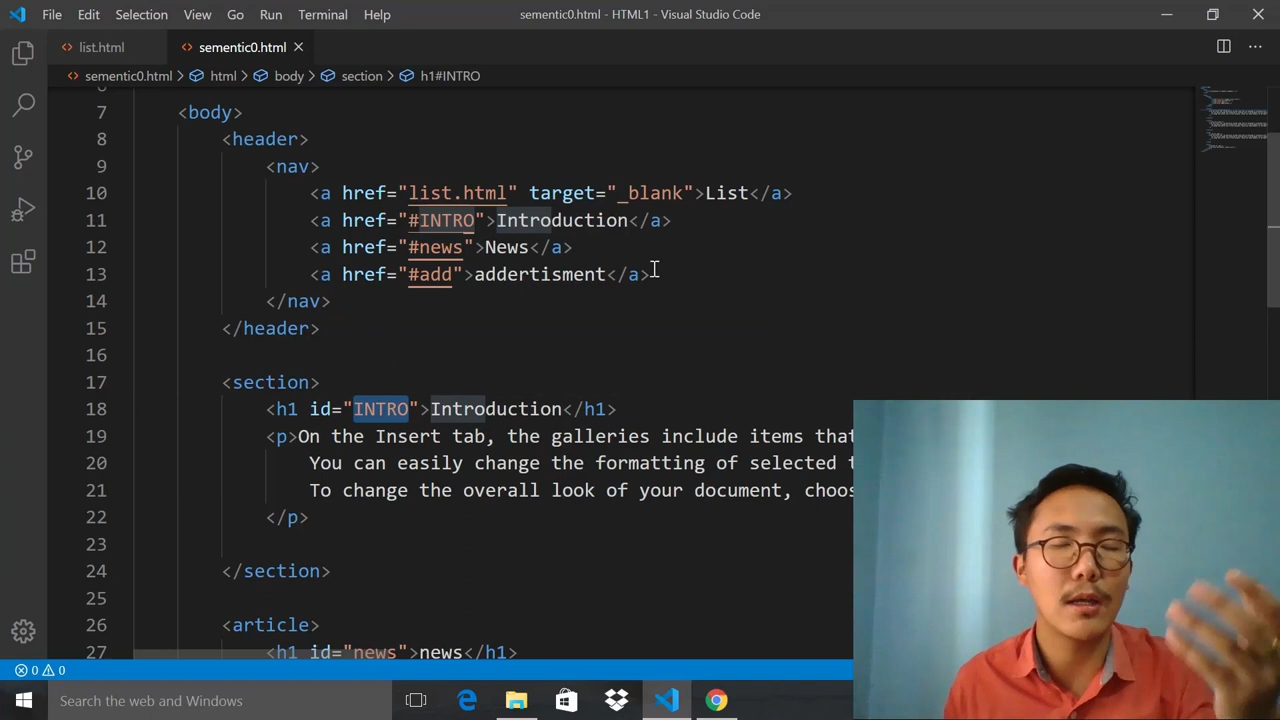 File Edit Selection View Go Run Terminal Help sementic0.html - HTML1 - Visual Studio Code
list.html sementic0.html
sementic0.html > html > body > section > h1#INTRO
7 <body>
8 <header>
9 <nav>
10 <a href="list.html" target="_blank">List</a>
11 <a href="#INTRO">Introduction</a>
12 <a href="#news">News</a>
13 <a href="#add">addertisment</a>
14 </nav>
15 </header>
16
17 <section>
18 <h1 id="INTRO">Introduction</h1>
19 <p>On the Insert tab, the galleries include items that
20 You can easily change the formatting of selected t
21 To change the overall look of your document, choos
22 </p>
23
24 </section>
25
26 <article>
27 <h1 id="news">news</h1>
0 0
Search the web and Windows